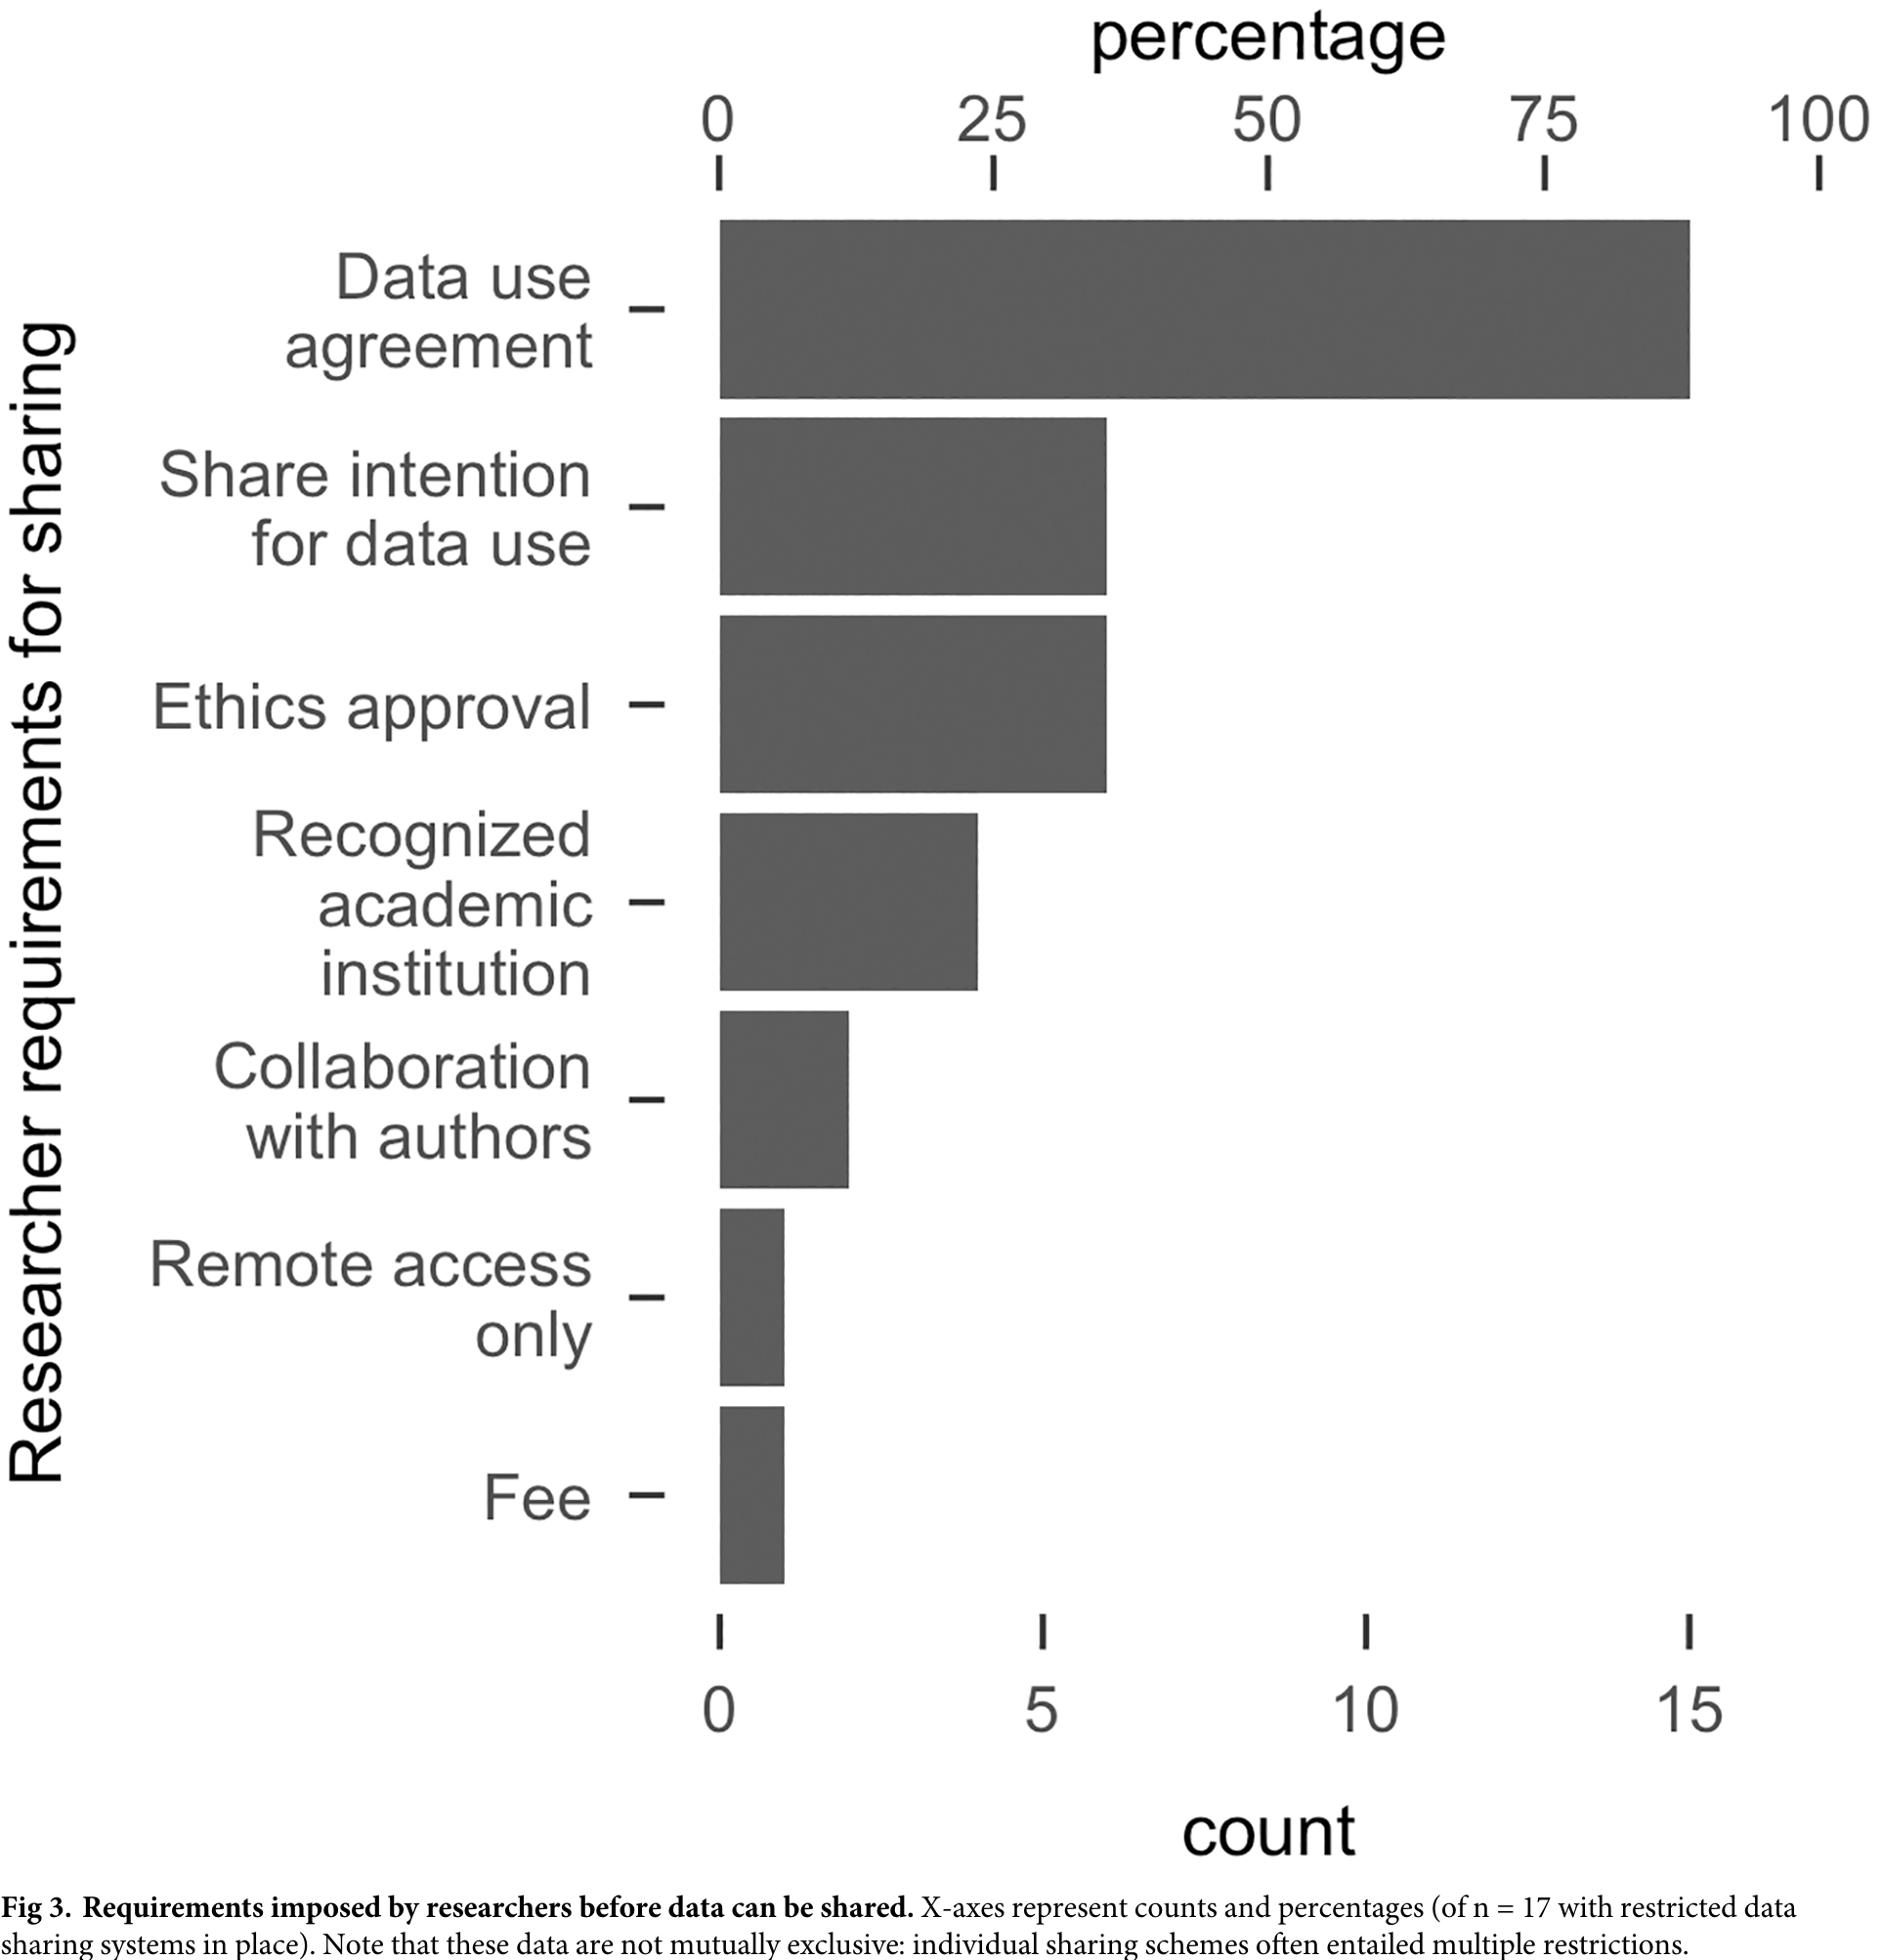 percentage
0 25 50 75 100
Researcher requirements for sharing
Data use
agreement
Share intention
for data use
Ethics approval
Recognized
academic
institution
Collaboration
with authors
Remote access
only
Fee
0 5 10 15
count
Fig 3. Requirements imposed by researchers before data can be shared. X-axes represent counts and percentages (of n = 17 with restricted data
sharing systems in place). Note that these data are not mutually exclusive: individual sharing schemes often entailed multiple restrictions.